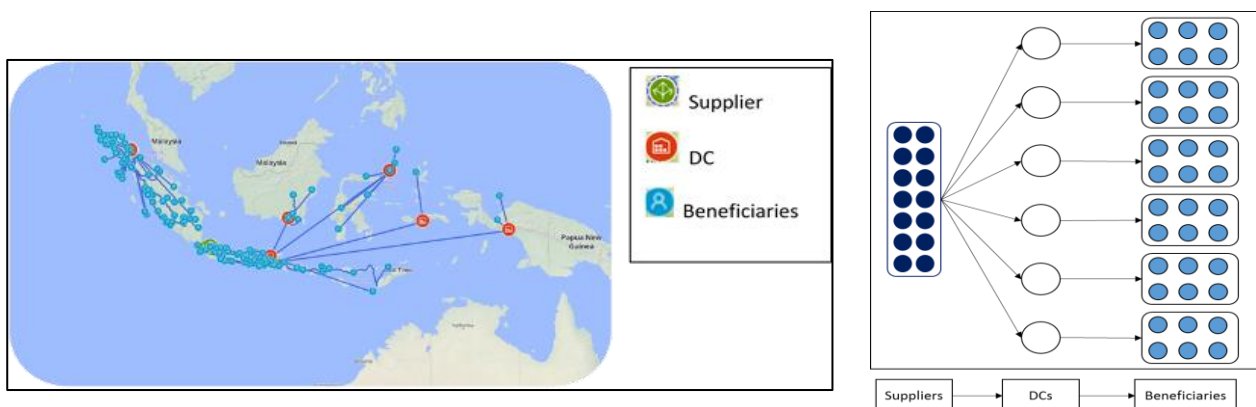 Malaysia
Malaysia
Papua New
Guinea
Supplier
DC
Beneficiaries
Suppliers
DCs
Beneficiaries